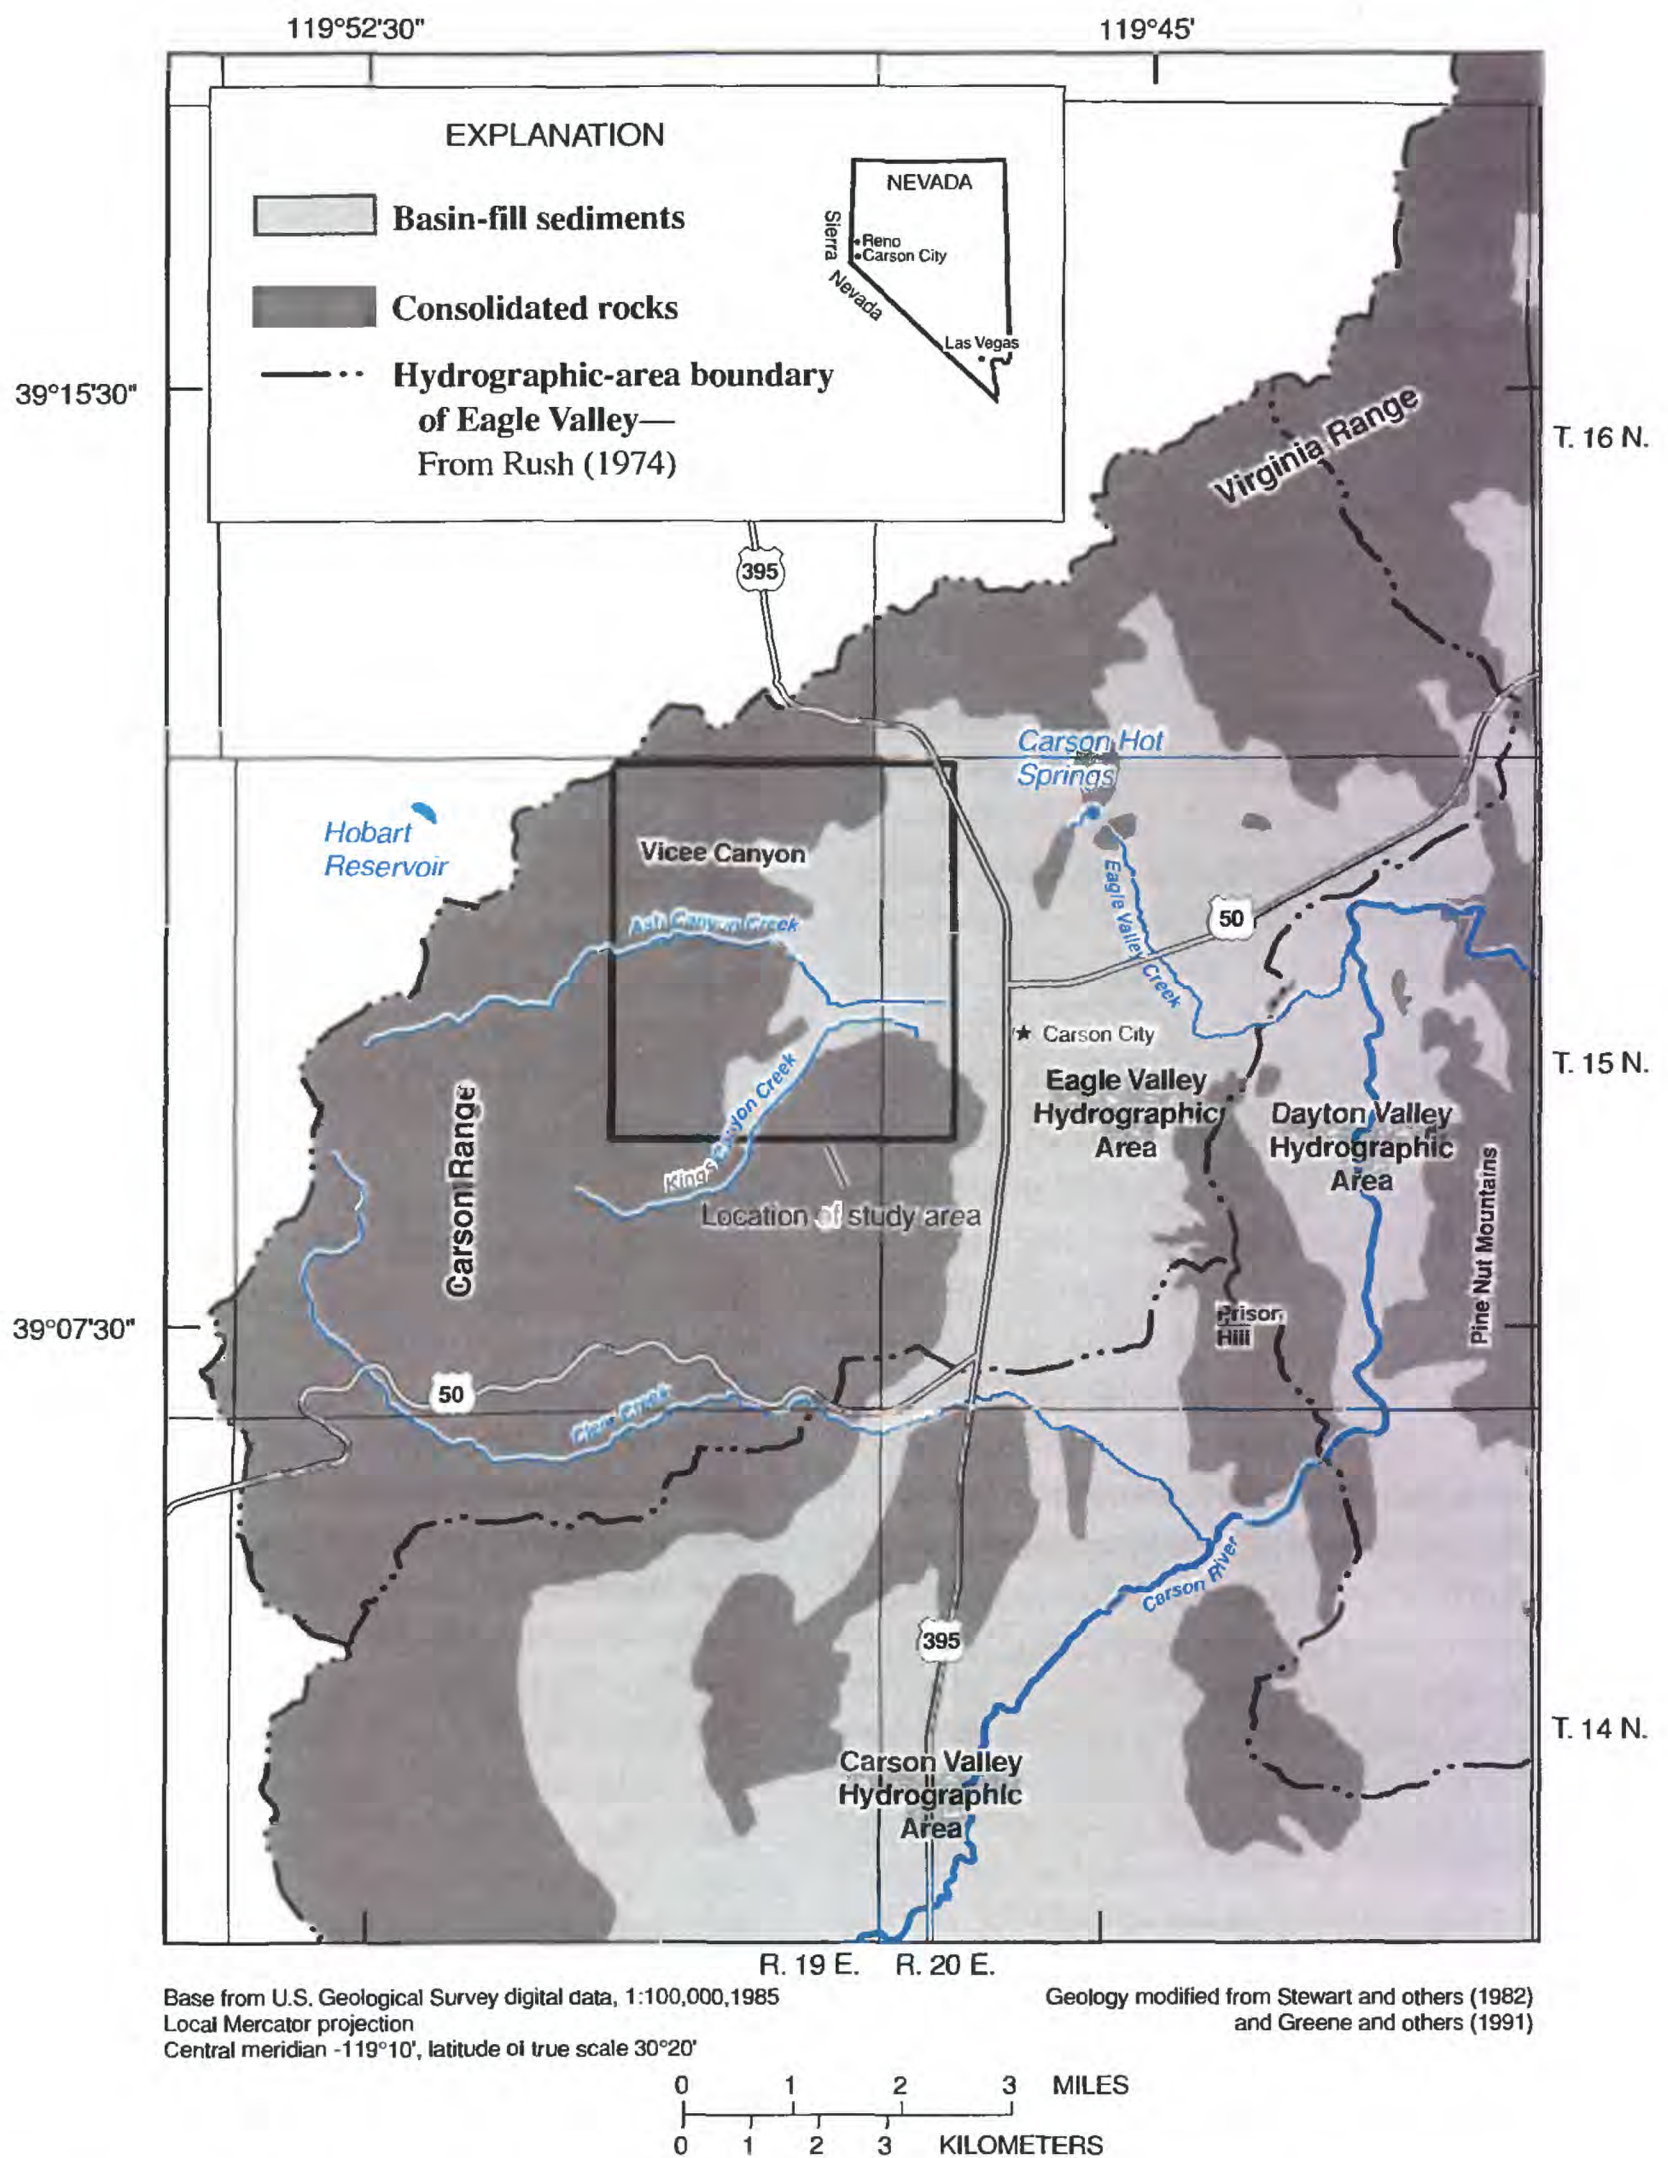 119°52'30"
119°45'
EXPLANATION
Basin-fill sediments
Consolidated rocks
Hydrographic-area boundary
of Eagle Valley—
From Rush (1974)
NEVADA
Sierra
Nevada
Reno
Carson City
Las Vegas
39°15'30"
T. 16 N.
Virginia Range
395
Carson Hot
Springs
Hobart
Reservoir
Vicee Canyon
Ash Canyon Creek
Eagle Valley Creek
50
Carson City
T. 15 N.
Eagle Valley
Hydrographic
Area
Dayton Valley
Hydrographic
Area
Kings Canyon Creek
Carson Range
Location of study area
Pine Nut Mountains
39°07'30"
Prison
Hill
50
Clear Creek
Carson River
395
T. 14 N.
Carson Valley
Hydrographic
Area
R. 19 E. R. 20 E.
Base from U.S. Geological Survey digital data, 1:100,000,1985
Local Mercator projection
Central meridian -119°10', latitude of true scale 30°20'
Geology modified from Stewart and others (1982)
and Greene and others (1991)
0 1 2 3 MILES
0 1 2 3 KILOMETERS